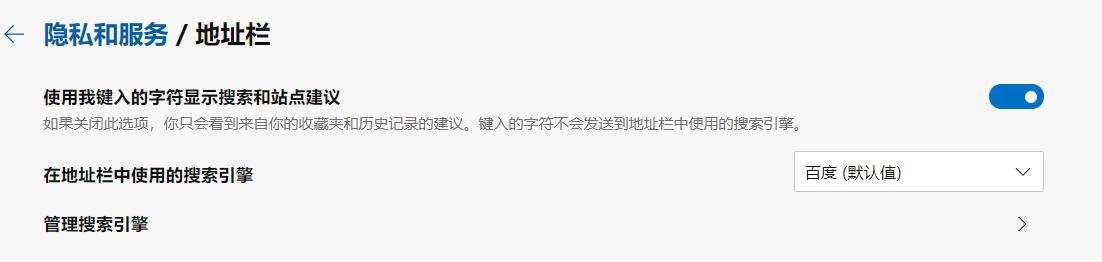 隐私和服务 / 地址栏
使用我键入的字符显示搜索和站点建议
如果关闭此选项，你只会看到来自你的收藏夹和历史记录的建议。键入的字符不会发送到地址栏中使用的搜索引擎。
在地址栏中使用的搜索引擎
百度 (默认值)
管理搜索引擎